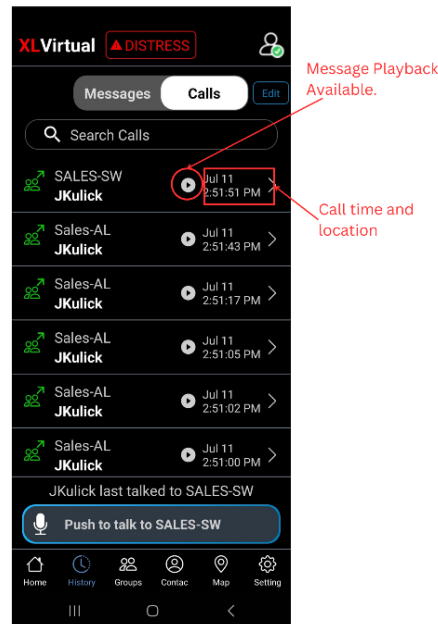 XLVirtual
DISTRESS
Message Playback
Available.
Messages
Calls
Edit
Search Calls
SALES-SW
JKulick
Jul 11
2:51:51 PM
Call time and
location
Sales-AL
JKulick
Jul 11
2:51:43 PM
Sales-AL
JKulick
Jul 11
2:51:17 PM
Sales-AL
JKulick
Jul 11
2:51:05 PM
Sales-AL
JKulick
Jul 11
2:51:02 PM
Sales-AL
JKulick
Jul 11
2:51:00 PM
JKulick last talked to SALES-SW
Push to talk to SALES-SW
Home
History
Groups
Contac
Map
Setting